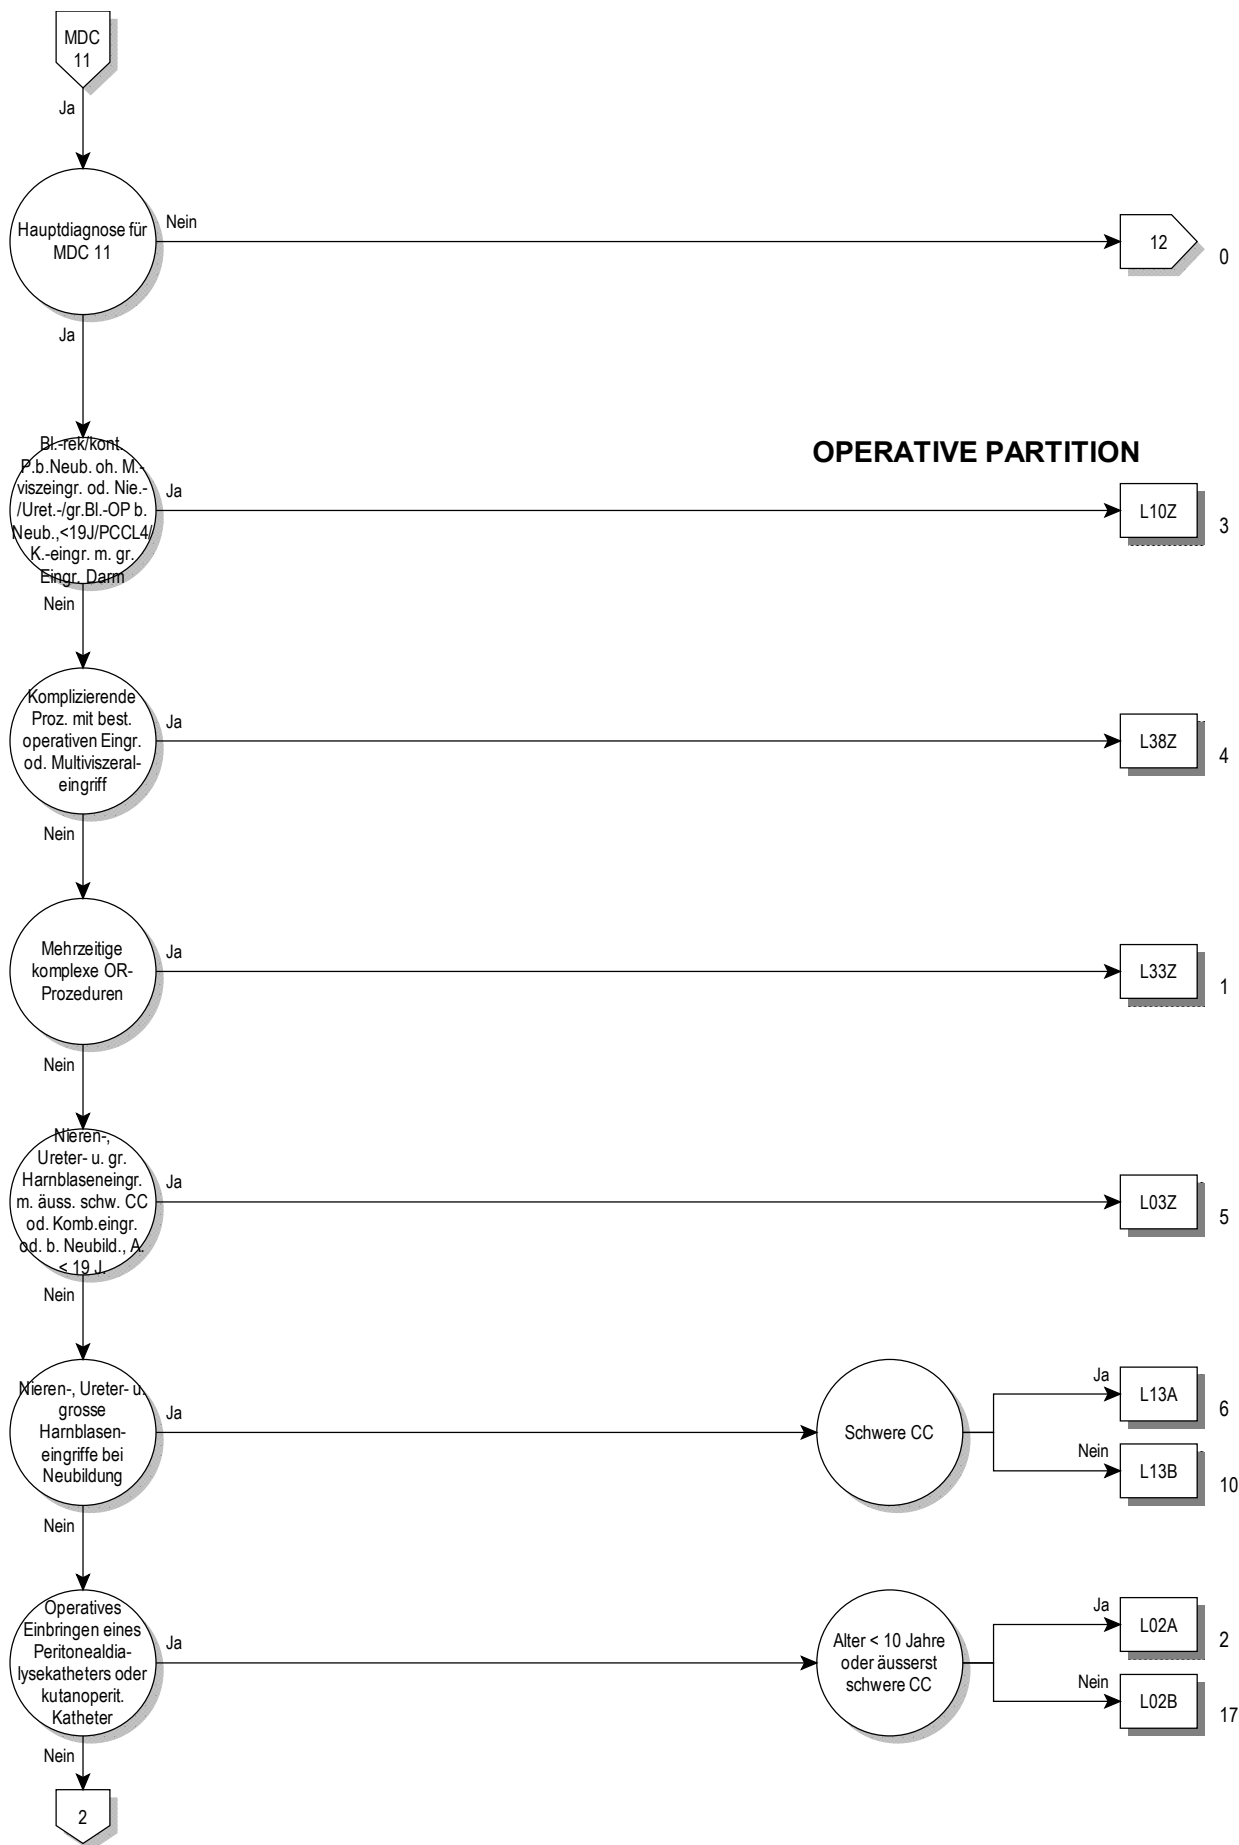 MDC
11
Ja
Hauptdiagnose für
MDC 11
Nein
12
0
Ja
OPERATIVE PARTITION
Bl.-rek/kont.
P.b.Neub. oh. M.-
viszeingr. od. Nie.-
/Uret.-/gr.Bl.-OP b.
Neub.,<19J/PCCL4/
K.-eingr. m. gr.
Eingr. Darm
Ja
L10Z
3
Nein
Komplizierende
Proz. mit best.
operativen Eingr.
od. Multiviszeral-
eingriff
Ja
L38Z
4
Nein
Mehrzeitige
komplexe OR-
Prozeduren
Ja
L33Z
1
Nein
Nieren-,
Ureter- u. gr.
Harnblaseneingr.
m. äuss. schw. CC
od. Komb.eingr.
od. b. Neubild., A.
< 19 J.
Ja
L03Z
5
Nein
Nieren-, Ureter- u.
grosse
Harnblasen-
eingriffe bei
Neubildung
Ja
Schwere CC
Ja
L13A
6
Nein
L13B
10
Nein
Operatives
Einbringen eines
Peritonealdia-
lysekatheters oder
kutanoperit.
Katheter
Ja
Alter < 10 Jahre
oder äusserst
schwere CC
Ja
L02A
2
Nein
L02B
17
Nein
2